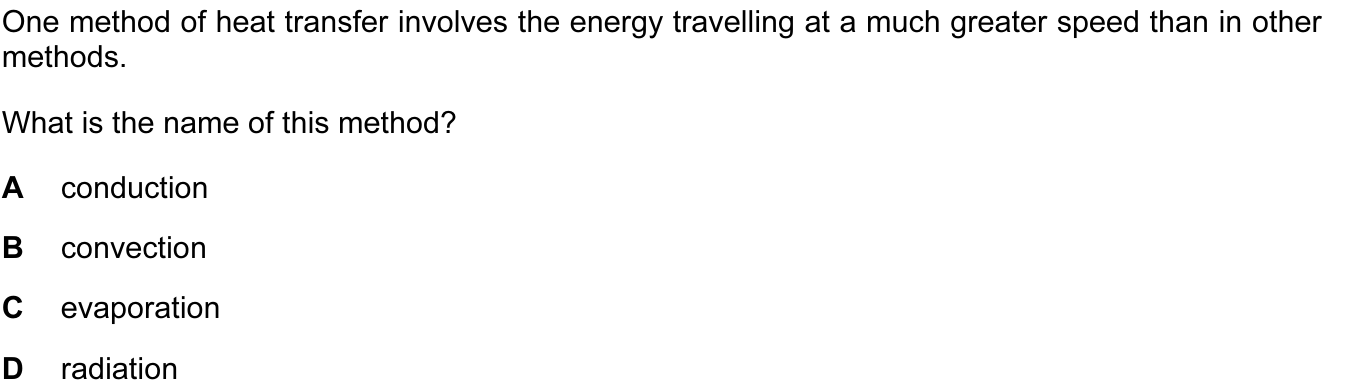 One method of heat transfer involves the energy travelling at a much greater speed than in other
methods.
What is the name of this method?
A conduction
B convection
C evaporation
D radiation